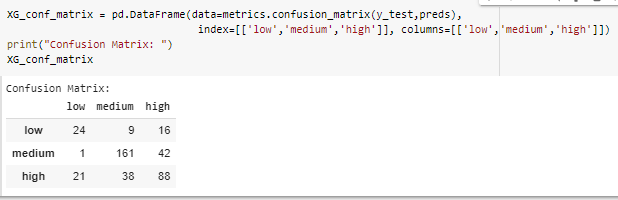 XG_conf_matrix = pd.DataFrame(data=metrics.confusion_matrix(y_test,preds),
index=[['low','medium','high']], columns=[['low','medium','high']])
print("Confusion Matrix: ")
XG_conf_matrix
Confusion Matrix:
low medium high
low 24 9 16
medium 1 161 42
high 21 38 88